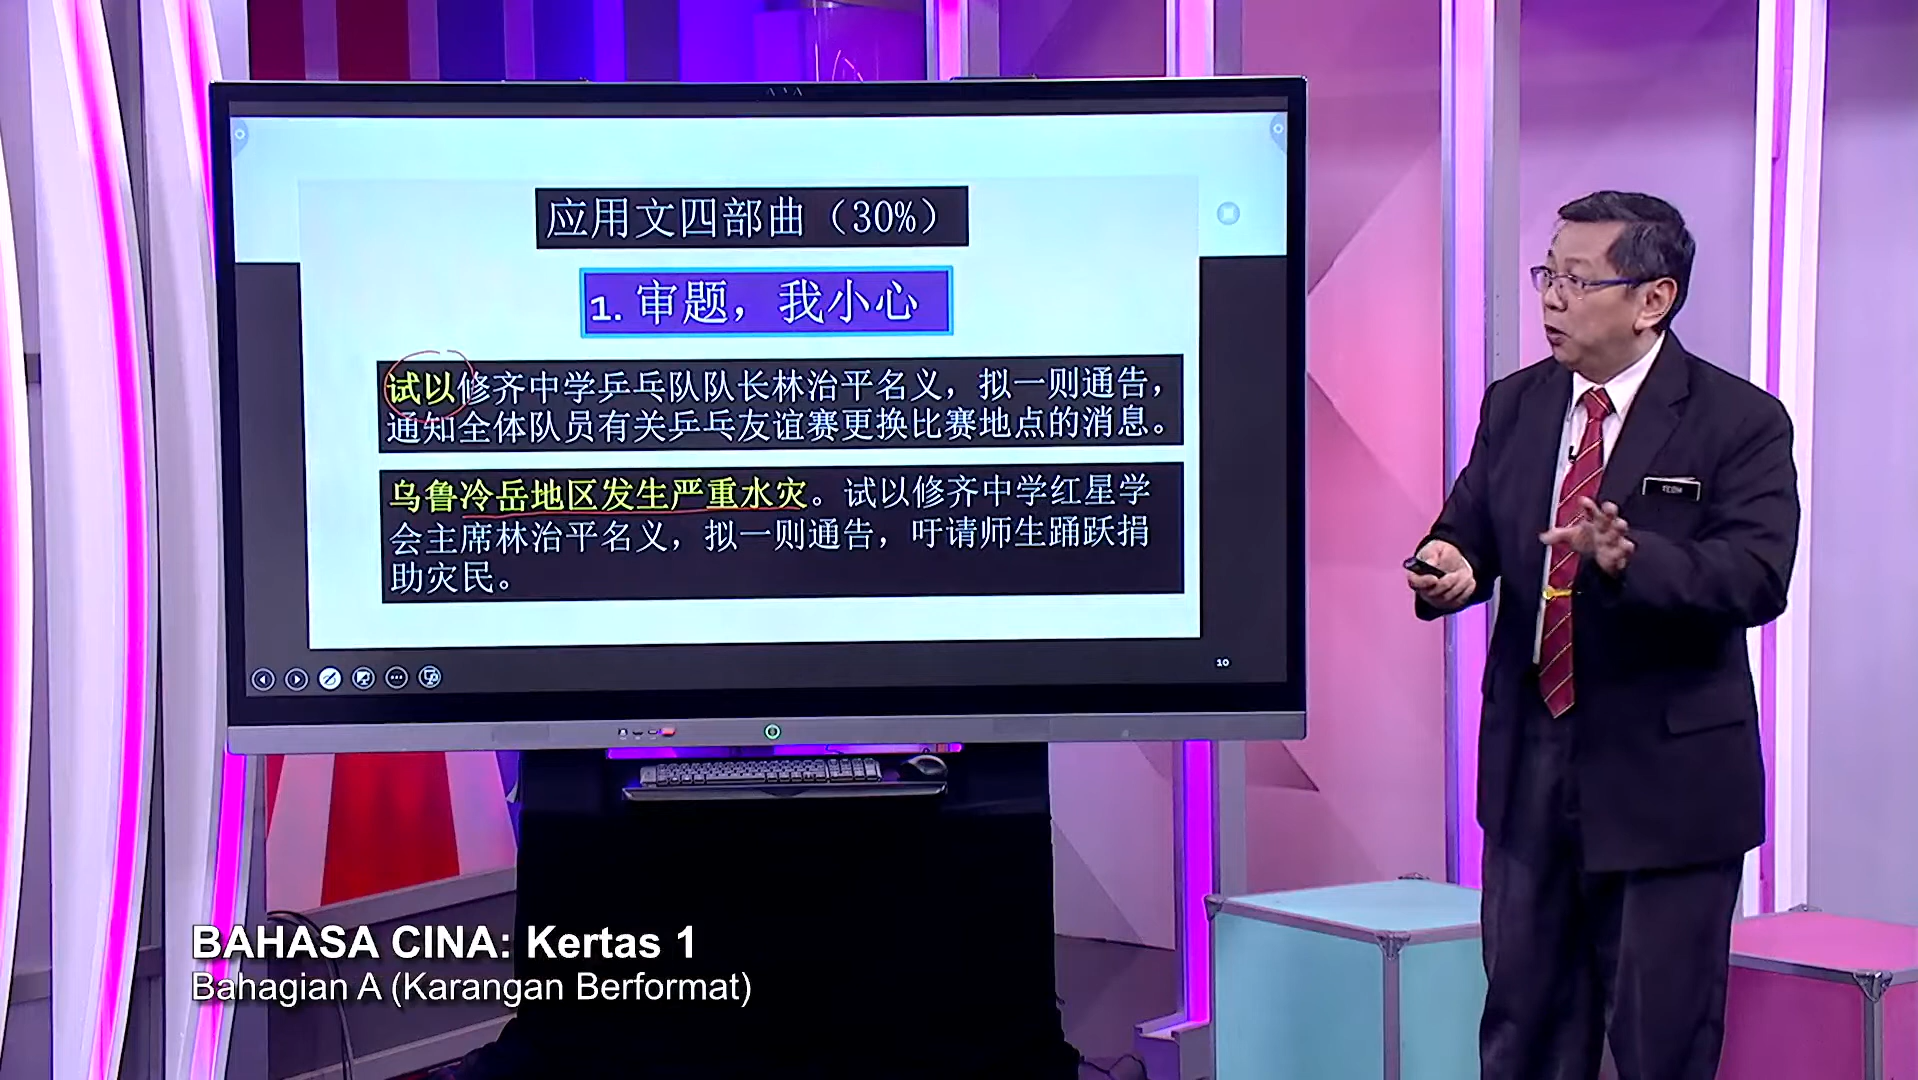 应用文四部曲（30%）
1. 审题，我小心
试以修齐中学乒乓队队长林治平名义，拟一则通告，
通知全体队员有关乒乓友谊赛更换比赛地点的消息。
乌鲁冷岳地区发生严重水灾。试以修齐中学红星学
会主席林治平名义，拟一则通告，吁请师生踊跃捐
助灾民。
10
BAHASA CINA: Kertas 1
Bahagian A (Karangan Berformat)